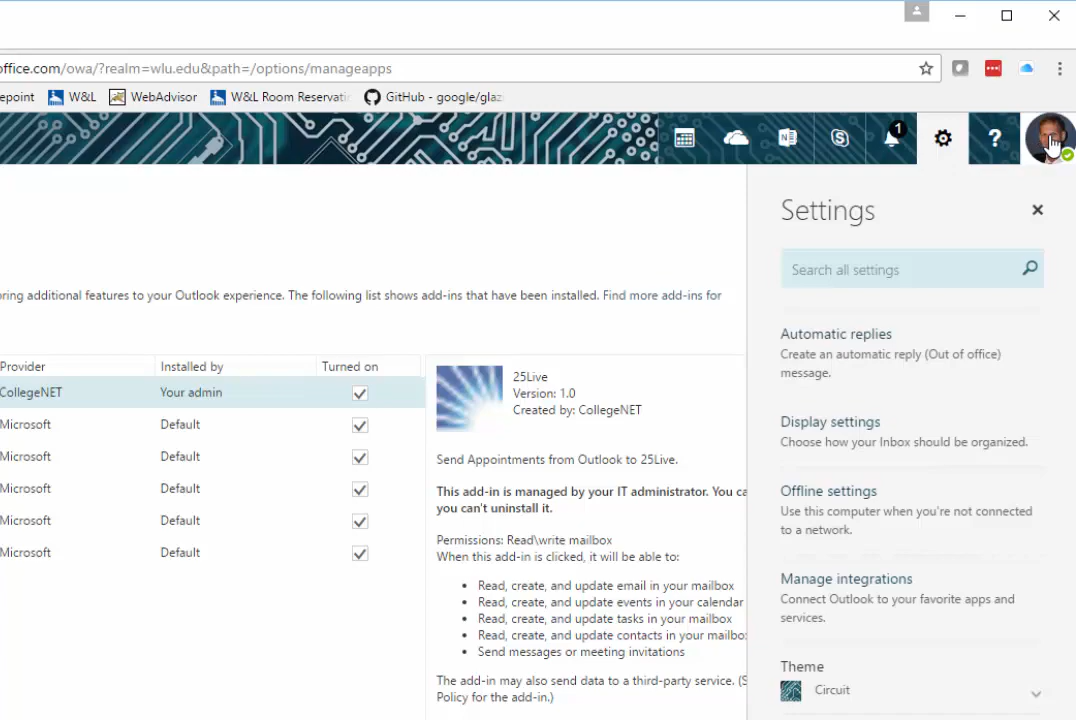 office.com/owa/?realm=wlu.edu&path=/options/manageapps
epoint W&L WebAdvisor W&L Room Reservati GitHub - google/glaz
1
?
Settings
Search all settings
oring additional features to your Outlook experience. The following list shows add-ins that have been installed. Find more add-ins for
Automatic replies
Create an automatic reply (Out of office)
message.
Provider Installed by Turned on
CollegeNET Your admin
Microsoft Default
Microsoft Default
Microsoft Default
Microsoft Default
Microsoft Default
25Live
Version: 1.0
Created by: CollegeNET
Send Appointments from Outlook to 25Live.
This add-in is managed by your IT administrator. You ca
you can't uninstall it.
Permissions: Read\write mailbox
When this add-in is clicked, it will be able to:
• Read, create, and update email in your mailbox
• Read, create, and update events in your calendar
• Read, create, and update tasks in your mailbox
• Read, create, and update contacts in your mailbo
• Send messages or meeting invitations
The add-in may also send data to a third-party service. (S
Policy for the add-in.)
Display settings
Choose how your Inbox should be organized.
Offline settings
Use this computer when you're not connected
to a network.
Manage integrations
Connect Outlook to your favorite apps and
services.
Theme
Circuit